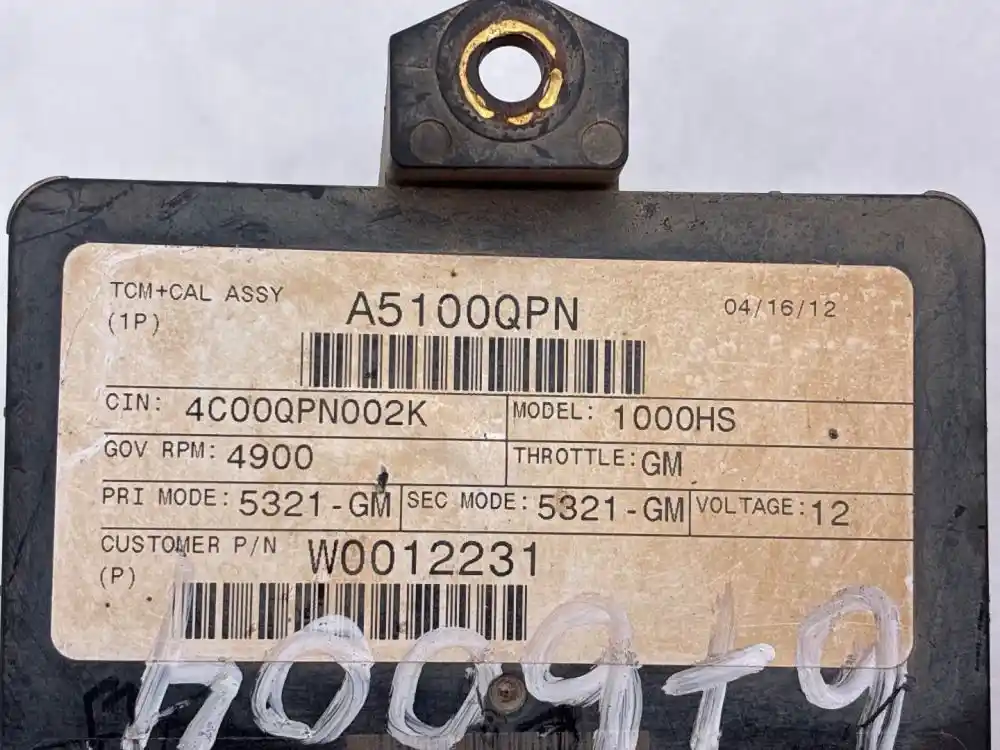 TCM+CAL ASSY A5100QPN 04/16/12
(1P)
CIN: 4C00QPN002K MODEL: 1000HS
GOV RPM: 4900 THROTTLE: GM
PRI MODE: 5321-GM SEC MODE: 5321-GM VOLTAGE: 12
CUSTOMER P/N W0012231
(P)